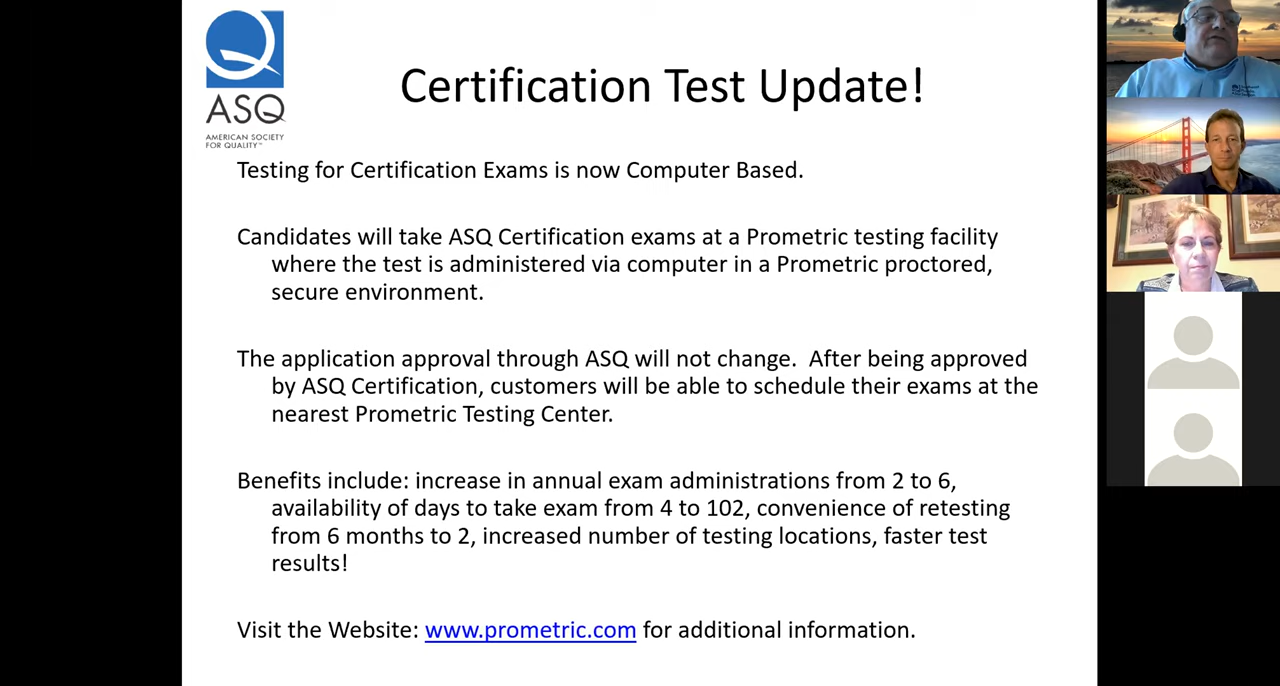 ASQ
AMERICAN SOCIETY
FOR QUALITY™
Certification Test Update!
Testing for Certification Exams is now Computer Based.
Candidates will take ASQ Certification exams at a Prometric testing facility
where the test is administered via computer in a Prometric proctored,
secure environment.
The application approval through ASQ will not change.  After being approved
by ASQ Certification, customers will be able to schedule their exams at the
nearest Prometric Testing Center.
Benefits include: increase in annual exam administrations from 2 to 6,
availability of days to take exam from 4 to 102, convenience of retesting
from 6 months to 2, increased number of testing locations, faster test
results!
Visit the Website: www.prometric.com for additional information.